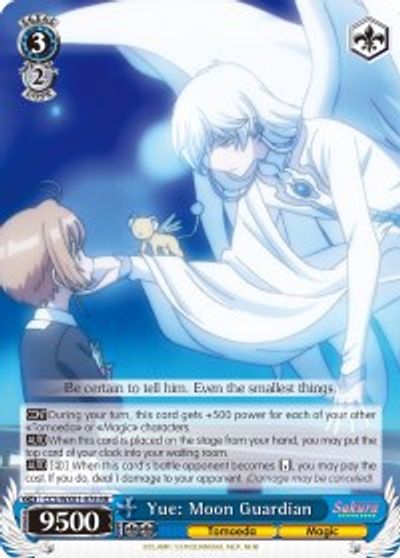 3
2
Be certain to tell him. Even the smallest things.
CONT During your turn, this card gets +500 power for each of your other
«Tomoeda» or «Magic» characters.
AUTO When this card is placed on the stage from your hand, you may put the
top card of your clock into your waiting room.
AUTO [(1)] When this card's battle opponent becomes, you may pay the
cost. If you do, deal 1 damage to your opponent. (Damage may be canceled)
9500
Yue: Moon Guardian
Sakura
Tomoeda
Magic